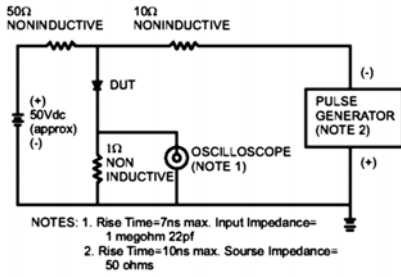 50Ω
NONINDUCTIVE
10Ω
NONINDUCTIVE
DUT
(+)
50Vdc
(approx)
(-)
1Ω
NON
INDUCTIVE
OSCILLOSCOPE
(NOTE 1)
(-)
PULSE
GENERATOR
(NOTE 2)
(+)
NOTES: 1. Rise Time=7ns max. Input Impedance=
1 megohm 22pf
2. Rise Time=10ns max. Sourse Impedance=
50 ohms